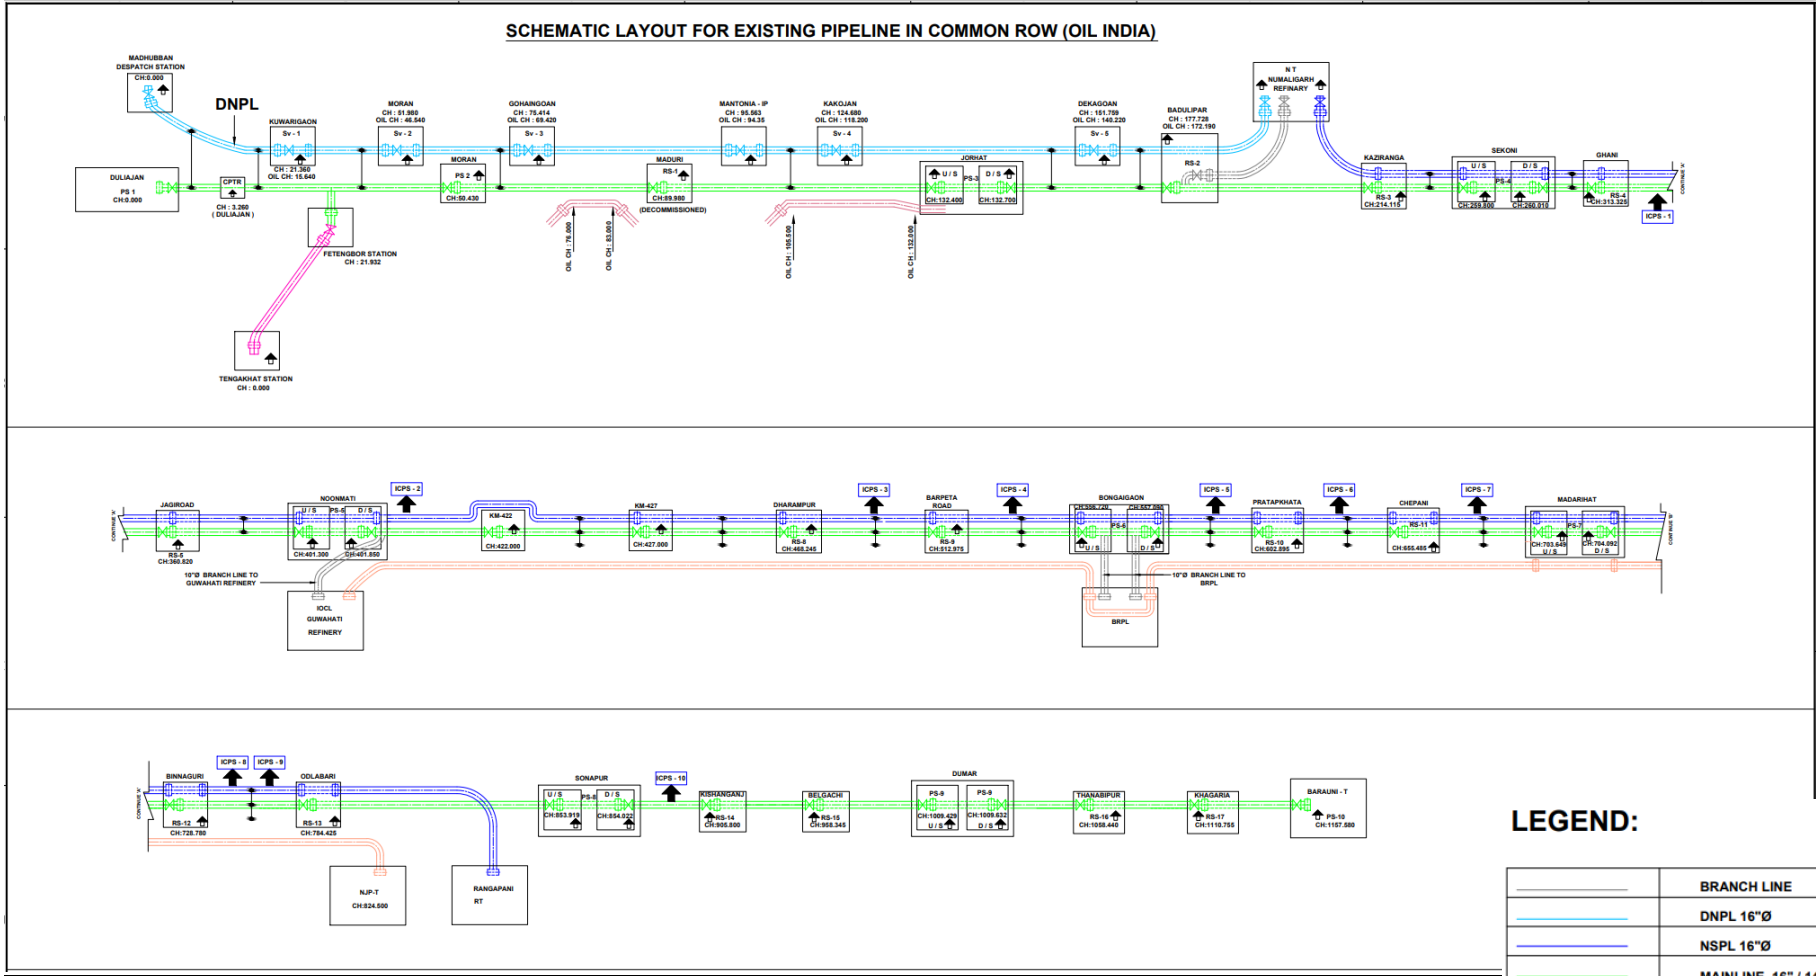 SCHEMATIC LAYOUT FOR EXISTING PIPELINE IN COMMON ROW (OIL INDIA)
MADHUBBAN
DESPATCH STATION
CH:0.000
DNPL
KUWARIGAON
Sv - 1
CH : 21.360
OIL CH: 15.640
MORAN
CH : 51.980
OIL CH : 46.540
Sv - 2
GOHAINGOAN
CH : 75.414
OIL CH : 69.420
Sv - 3
MANTONIA - IP
CH : 95.563
OIL CH : 94.35
KAKOJAN
CH : 124.680
OIL CH : 118.200
Sv - 4
DEKAGOAN
CH : 151.759
OIL CH : 140.220
Sv - 5
BADULIPAR
CH : 177.728
OIL CH : 172.190
RS-2
N T
NUMALIGARH
REFINARY
DULIAJAN
PS 1
CH:0.000
CPTR
CH : 3.260
( DULIAJAN )
MORAN
PS 2
CH:50.430
MADURI
RS-1
CH:89.980
(DECOMMISSIONED)
JORHAT
U / S
PS-3
D / S
CH:132.400
CH:132.700
KAZIRANGA
RS-3
CH:214.115
SEKONI
U / S
D / S
PS-4
CH:259.800
CH:260.010
GHANI
RS-4
CH:313.325
CONTINUE 'A'
ICPS - 1
FETENGBOR STATION
CH : 21.932
OIL CH : 76.000
OIL CH : 83.000
OIL CH : 105.500
OIL CH : 132.000
TENGAKHAT STATION
CH : 0.000
CONTINUE 'A'
JAGIROAD
RS-5
CH:360.820
NOONMATI
U / S
PS-5
D / S
CH:401.300
CH:401.850
ICPS - 2
KM-422
CH:422.000
KM-427
CH:427.000
DHARAMPUR
RS-8
CH:468.245
ICPS - 3
BARPETA
ROAD
RS-9
CH:512.975
ICPS - 4
BONGAIGAON
CH:556.720
CH:557.090
PS-6
U / S
D / S
ICPS - 5
PRATAPKHATA
RS-10
CH:602.895
ICPS - 6
CHEPANI
RS-11
CH:655.485
ICPS - 7
MADARIHAT
PS-7
CH:703.649
U / S
CH:704.092
D / S
10"Ø BRANCH LINE TO
GUWAHATI REFINERY
IOCL
GUWAHATI
REFINERY
10"Ø BRANCH LINE TO
BRPL
BRPL
BINNAGURI
RS-12
CH:728.780
ICPS - 8
ICPS - 9
ODLABARI
RS-13
CH:784.425
NJP-T
CH:824.500
RANGAPANI
RT
SONAPUR
U / S
PS-8
D / S
CH:853.919
CH:854.022
ICPS - 10
KISHANGANJ
RS-14
CH:905.800
BELGACHI
RS-15
CH:958.345
DUMAR
PS-9
PS-9
CH:1009.429
U / S
CH:1009.632
D / S
THANABIPUR
RS-16
CH:1058.440
KHAGARIA
RS-17
CH:1110.755
BARAUNI - T
PS-10
CH:1157.580
LEGEND:
BRANCH LINE
DNPL 16"Ø
NSPL 16"Ø